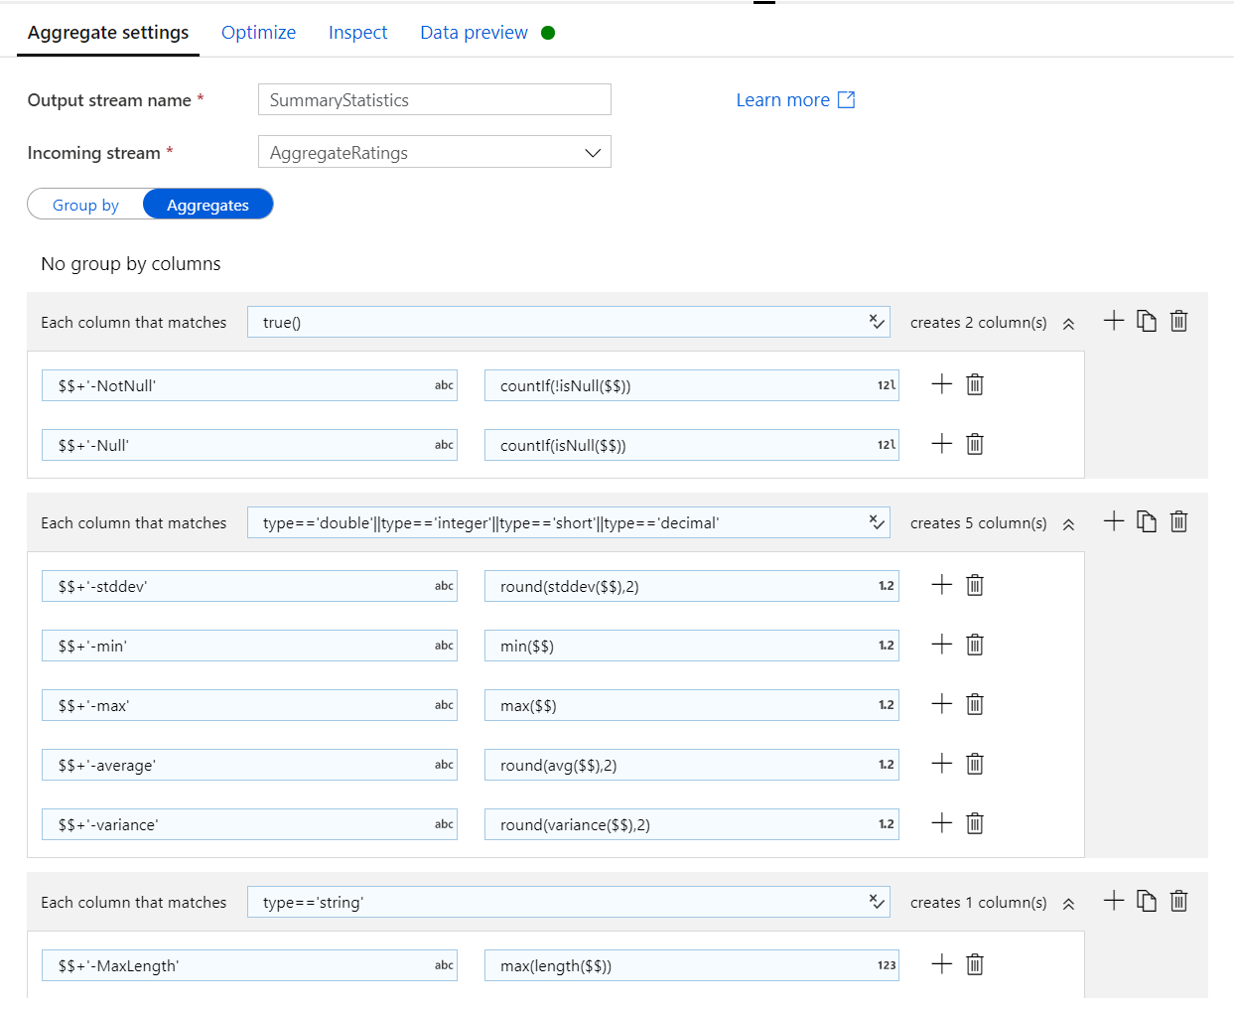 Aggregate settings Optimize Inspect Data preview
Output stream name * SummaryStatistics Learn more
Incoming stream * AggregateRatings
Group by Aggregates
No group by columns
Each column that matches true() creates 2 column(s)
$$+'-NotNull' abc countIf(!isNull($$)) 12l
$$+'-Null' abc countIf(isNull($$)) 12l
Each column that matches type=='double'||type=='integer'||type=='short'||type=='decimal' creates 5 column(s)
$$+'-stddev' abc round(stddev($$),2) 1.2
$$+'-min' abc min($$) 1.2
$$+'-max' abc max($$) 1.2
$$+'-average' abc round(avg($$),2) 1.2
$$+'-variance' abc round(variance($$),2) 1.2
Each column that matches type=='string' creates 1 column(s)
$$+'-MaxLength' abc max(length($$)) 123